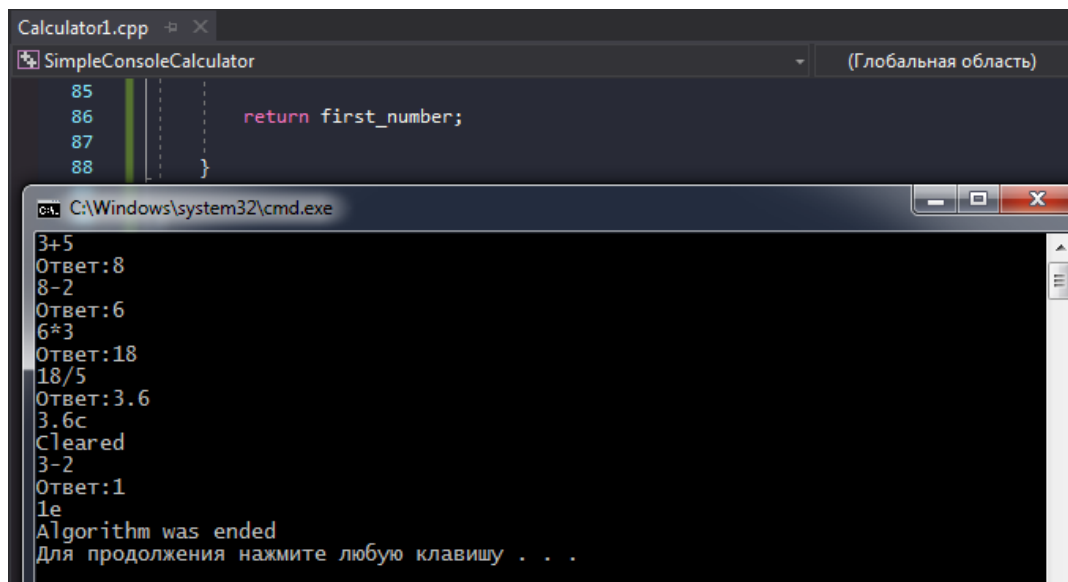 Calculator1.cpp
SimpleConsoleCalculator (Глобальная область)
85
86 return first_number;
87
88 }
C:\Windows\system32\cmd.exe
3+5
Ответ:8
8-2
Ответ:6
6*3
Ответ:18
18/5
Ответ:3.6
3.6c
Cleared
3-2
Ответ:1
1e
Algorithm was ended
Для продолжения нажмите любую клавишу . . .